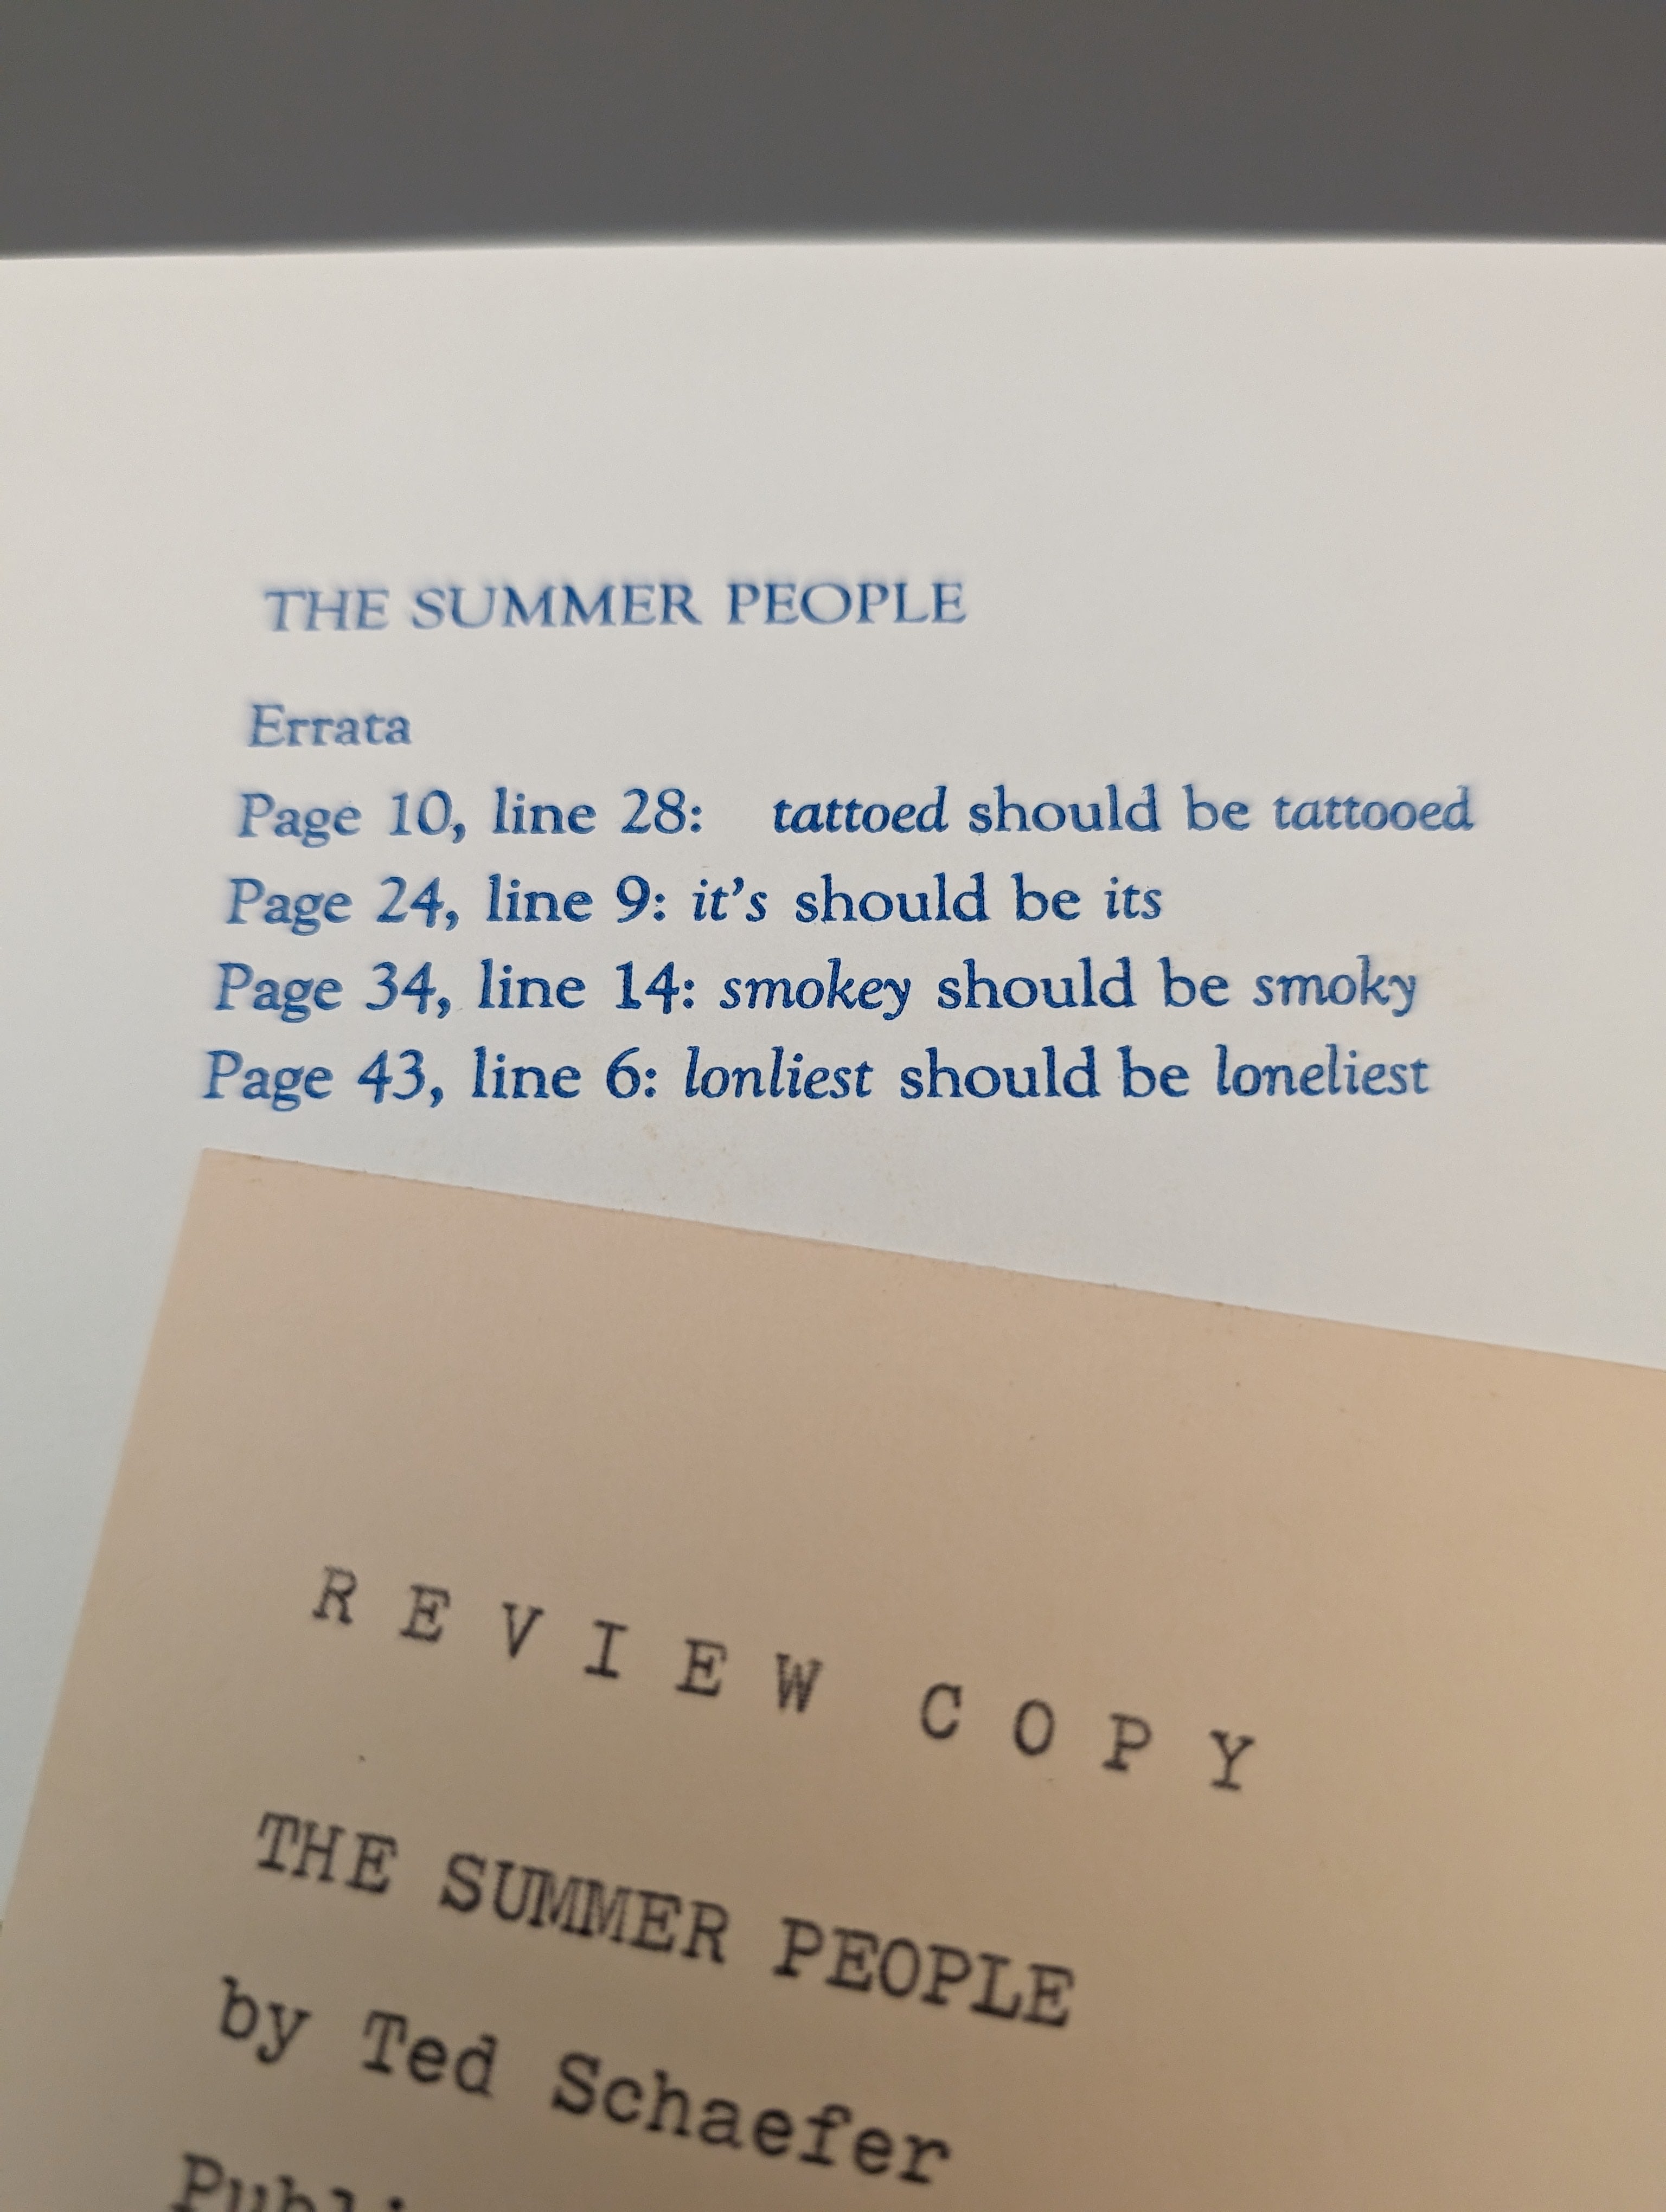 THE SUMMER PEOPLE
Errata
Page 10, line 28: tattoed should be tattooed
Page 24, line 9: it's should be its
Page 34, line 14: smokey should be smoky
Page 43, line 6: lonliest should be loneliest
R E V I E W C O P Y
THE SUMMER PEOPLE
by Ted Schaefer